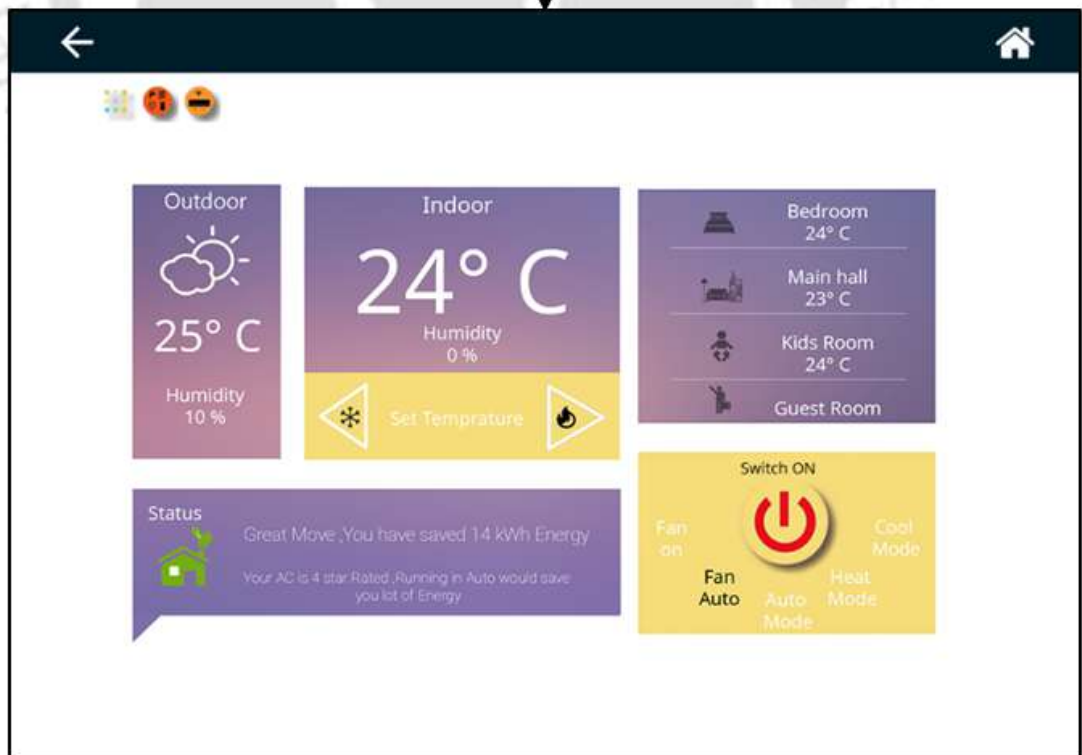 Outdoor
25° C
Humidity
10 %
Indoor
24° C
Humidity
0 %
Set Temprature
Bedroom
24° C
Main hall
23° C
Kids Room
24° C
Guest Room
Status
Great Move ,You have saved 14 kWh Energy
Your AC is 4 star Rated ,Running in Auto would save
you lot of Energy
Switch ON
Fan
on
Fan
Auto
Auto
Mode
Heat
Mode
Cool
Mode